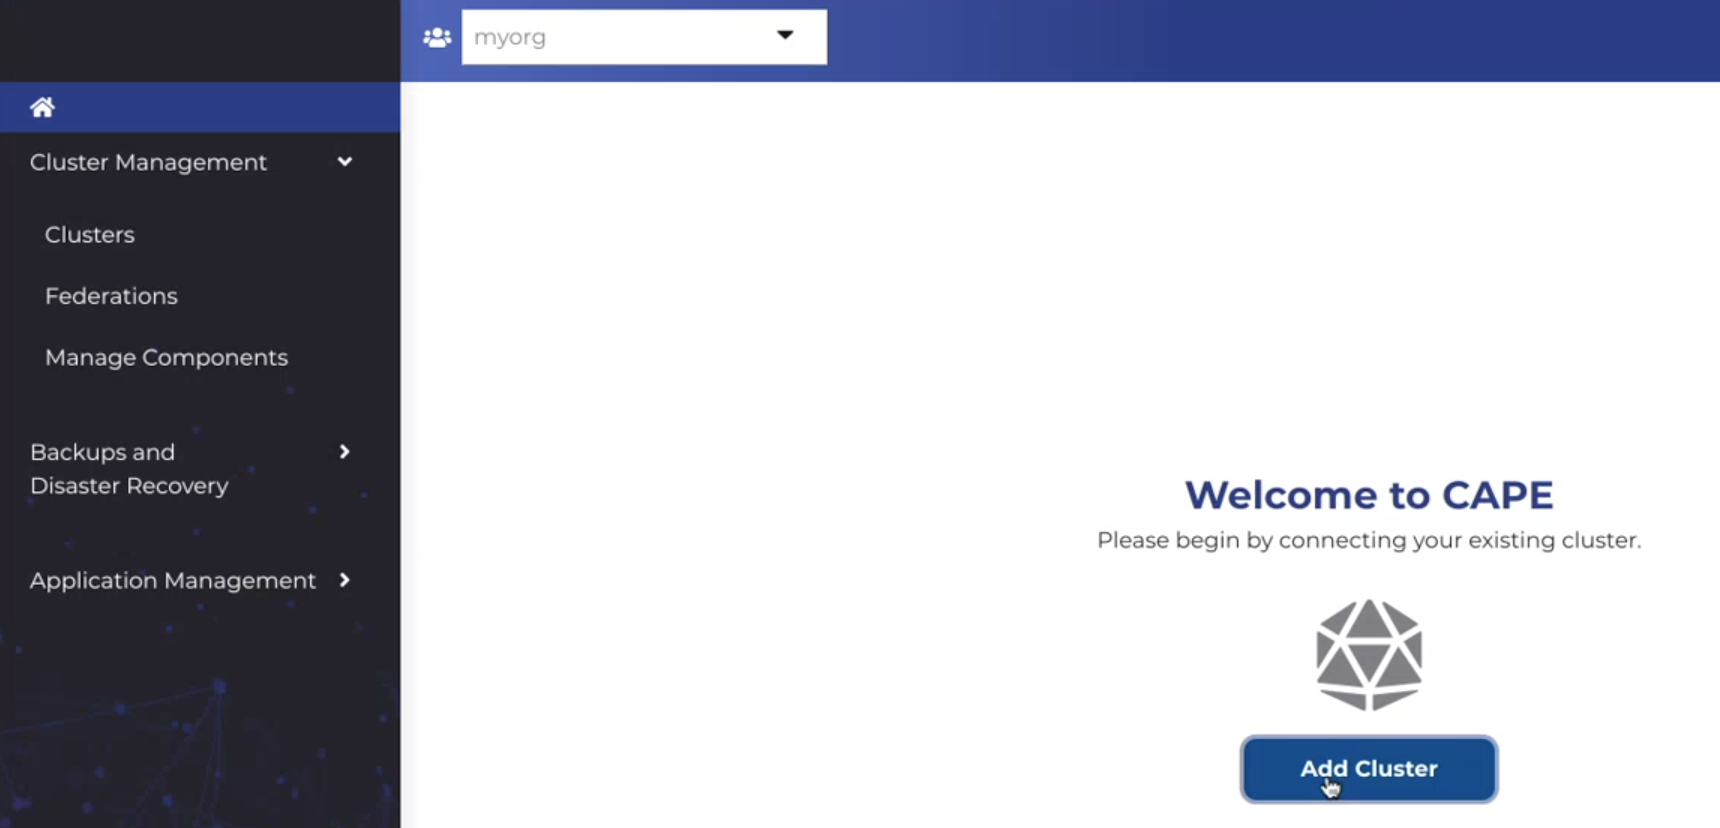 myorg
Cluster Management
Clusters
Federations
Manage Components
Backups and
Disaster Recovery
Application Management
Welcome to CAPE
Please begin by connecting your existing cluster.
Add Cluster